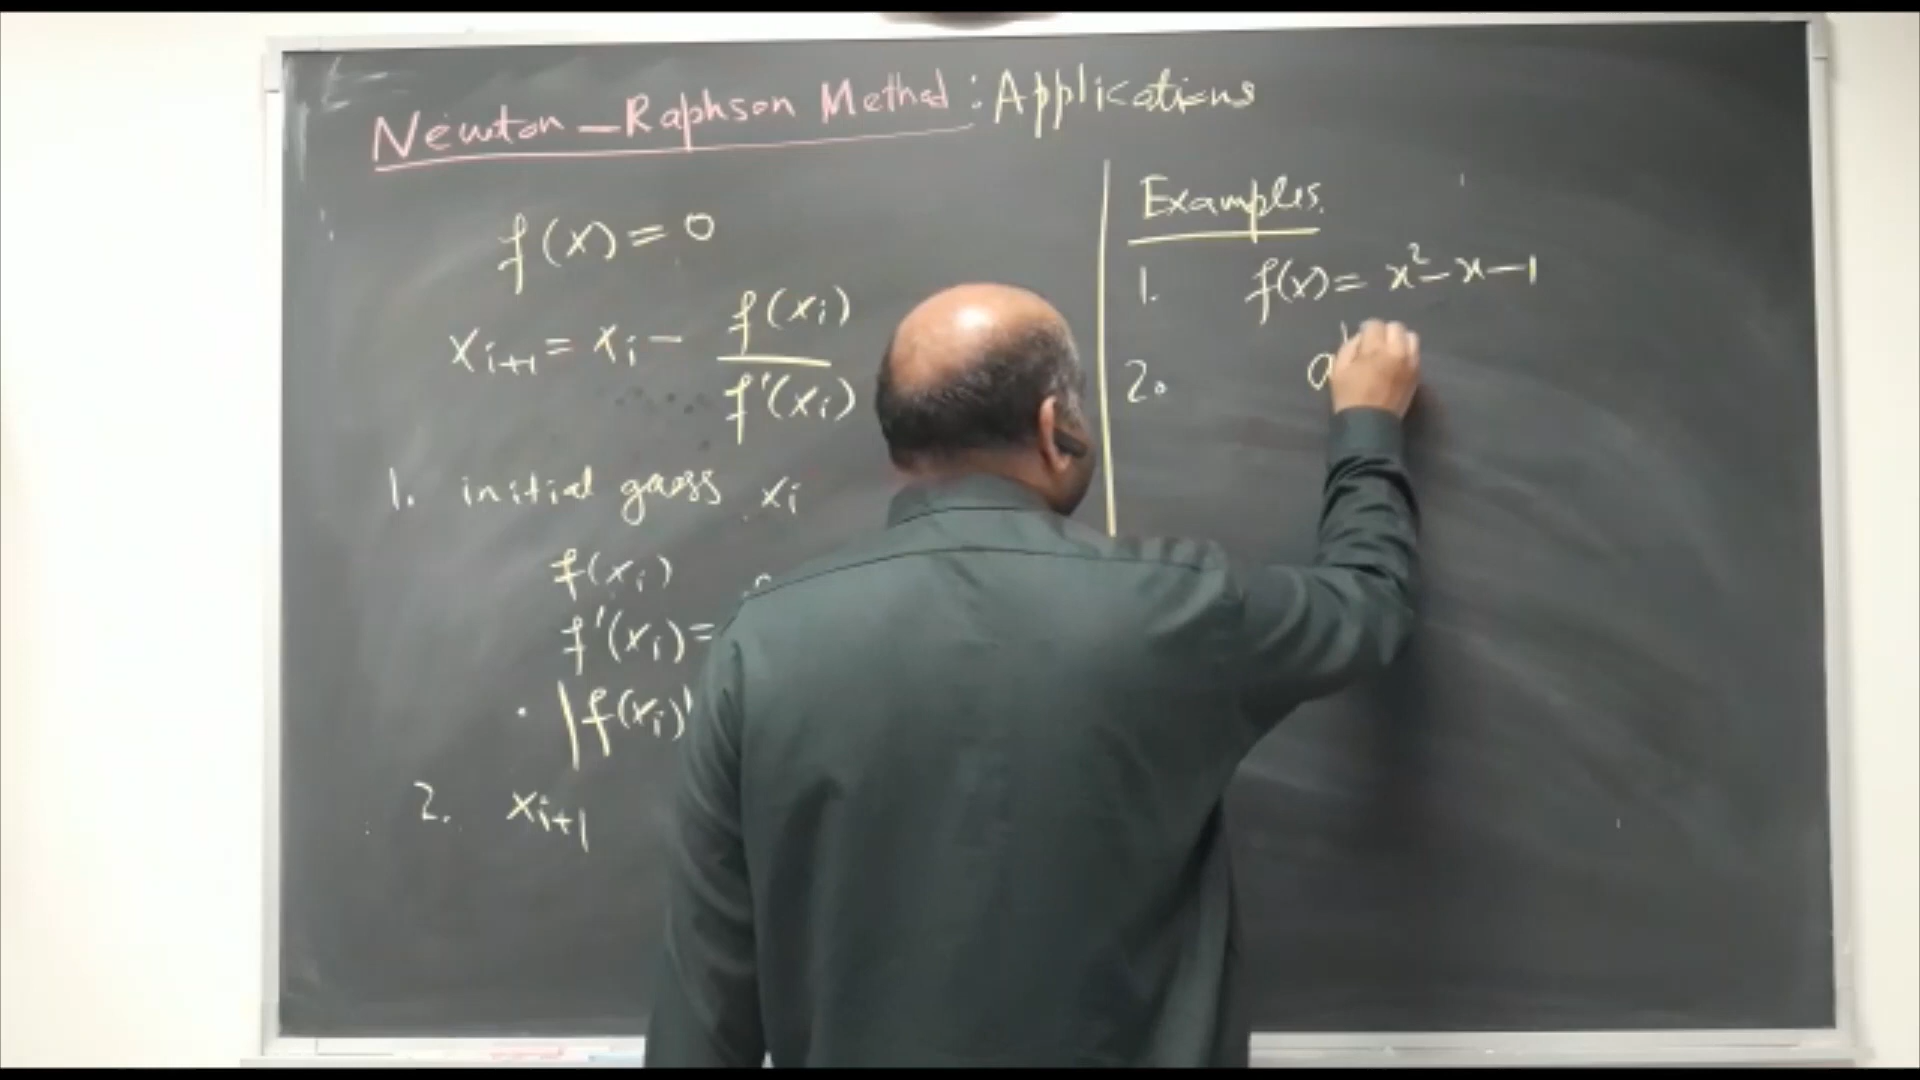 Newton-Raphson Method: Applications
f(x) = 0
x_{i+1} = x_i - f(x_i) / f'(x_i)
1. initial guess x_i
f(x_i)
f'(x_i) =
|f(x_i)|
2. x_{i+1}
Examples.
1. f(x) = x² - x - 1
2. a